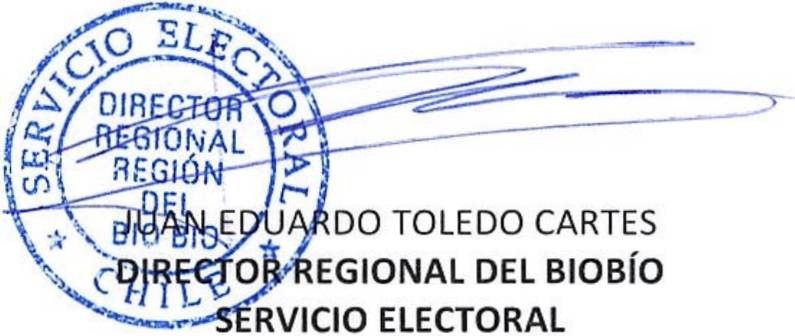 SERVICIO ELECTORAL
DIRECTOR
REGIONAL
REGIÓN
DEL
BIO BIO
CHILE
JUAN EDUARDO TOLEDO CARTES
DIRECTOR REGIONAL DEL BIOBÍO
SERVICIO ELECTORAL